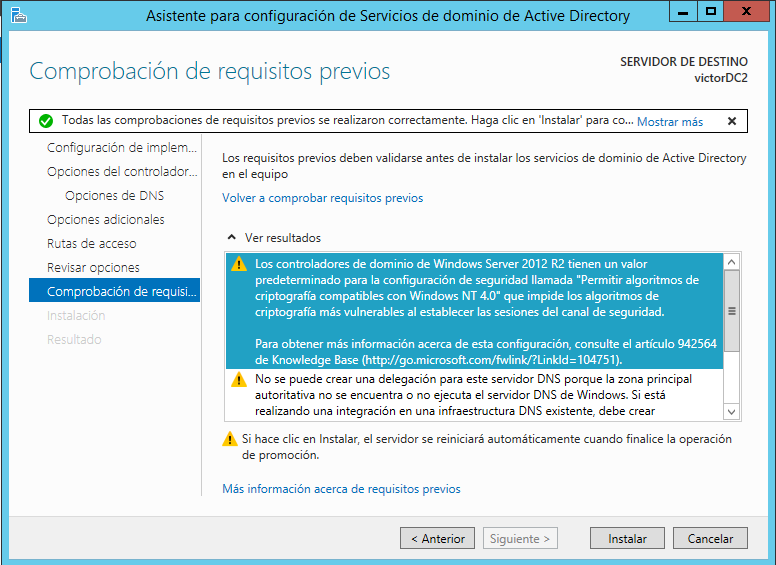 Asistente para configuración de Servicios de dominio de Active Directory
Comprobación de requisitos previos
SERVIDOR DE DESTINO
victorDC2
Todas las comprobaciones de requisitos previos se realizaron correctamente. Haga clic en 'Instalar' para co... Mostrar más
Configuración de implem...
Opciones del controlador...
Opciones de DNS
Opciones adicionales
Rutas de acceso
Revisar opciones
Comprobación de requisi...
Instalación
Resultado
Los requisitos previos deben validarse antes de instalar los servicios de dominio de Active Directory
en el equipo
Volver a comprobar requisitos previos
Ver resultados
Los controladores de dominio de Windows Server 2012 R2 tienen un valor
predeterminado para la configuración de seguridad llamada "Permitir algoritmos de
criptografía compatibles con Windows NT 4.0" que impide los algoritmos de
criptografía más vulnerables al establecer las sesiones del canal de seguridad.
Para obtener más información acerca de esta configuración, consulte el artículo 942564
de Knowledge Base (http://go.microsoft.com/fwlink/?LinkId=104751).
No se puede crear una delegación para este servidor DNS porque la zona principal
autoritativa no se encuentra o no ejecuta el servidor DNS de Windows. Si está
realizando una integración en una infraestructura DNS existente, debe crear
Si hace clic en Instalar, el servidor se reiniciará automáticamente cuando finalice la operación
de promoción.
Más información acerca de requisitos previos
< Anterior
Siguiente >
Instalar
Cancelar